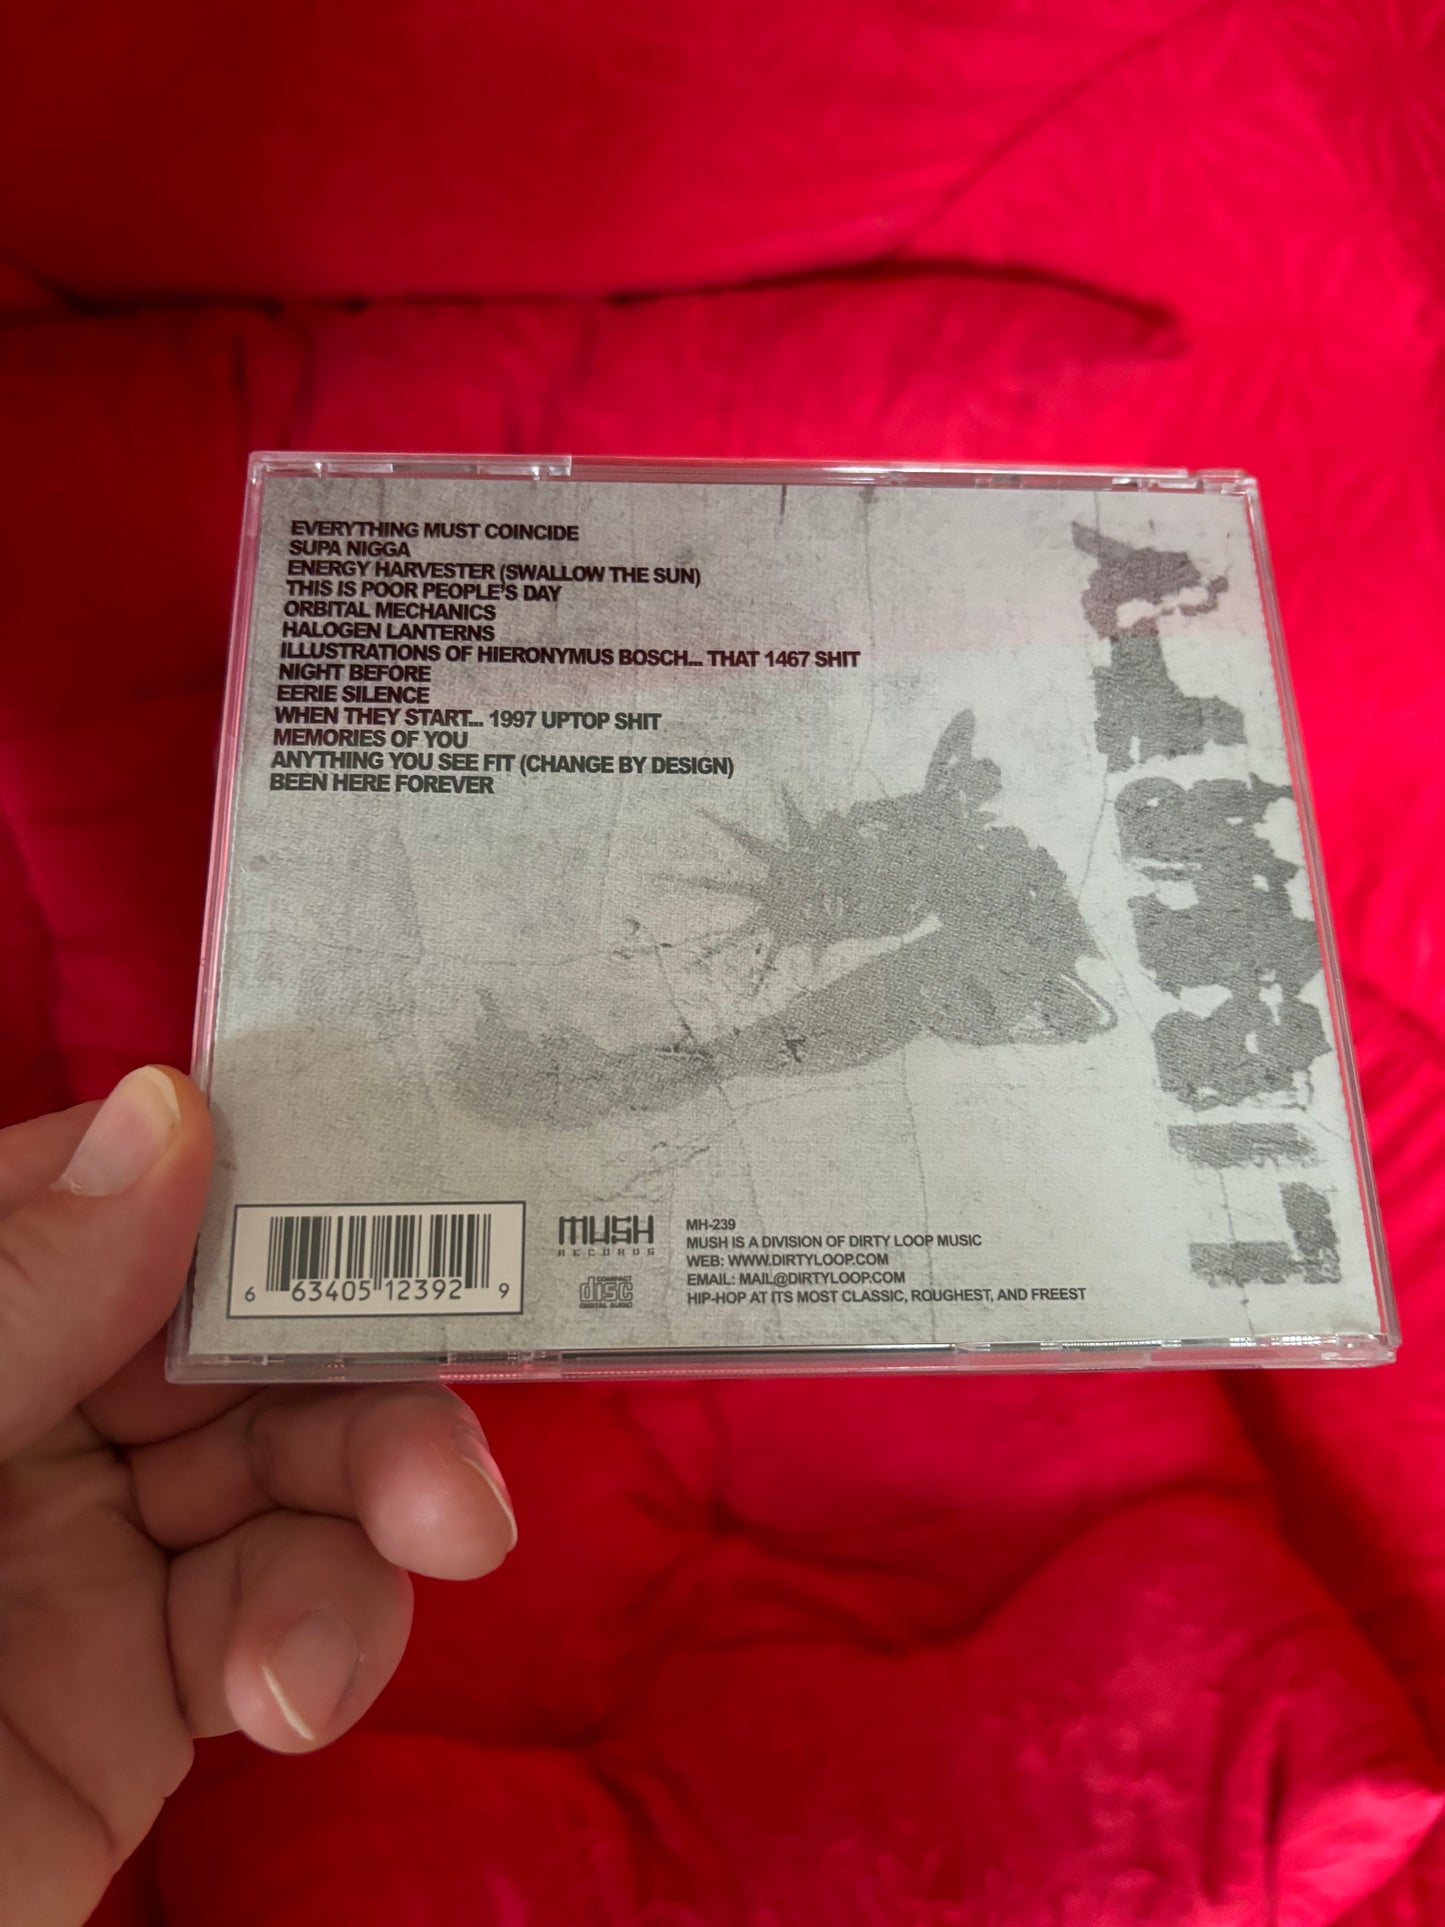 EVERYTHING MUST COINCIDE
SUPA NIGGA
ENERGY HARVESTER (SWALLOW THE SUN)
THIS IS POOR PEOPLE'S DAY
ORBITAL MECHANICS
HALOGEN LANTERNS
ILLUSTRATIONS OF HIERONYMUS BOSCH... THAT 1467 SHIT
NIGHT BEFORE
EERIE SILENCE
WHEN THEY START... 1997 UPTOP SHIT
MEMORIES OF YOU
ANYTHING YOU SEE FIT (CHANGE BY DESIGN)
BEEN HERE FOREVER
6 63405 12392 9
MUSH
RECORDS
COMPACT
disc
DIGITAL AUDIO
MH-239
MUSH IS A DIVISION OF DIRTY LOOP MUSIC
WEB: WWW.DIRTYLOOP.COM
EMAIL: MAIL@DIRTYLOOP.COM
HIP-HOP AT ITS MOST CLASSIC, ROUGHEST, AND FREEST